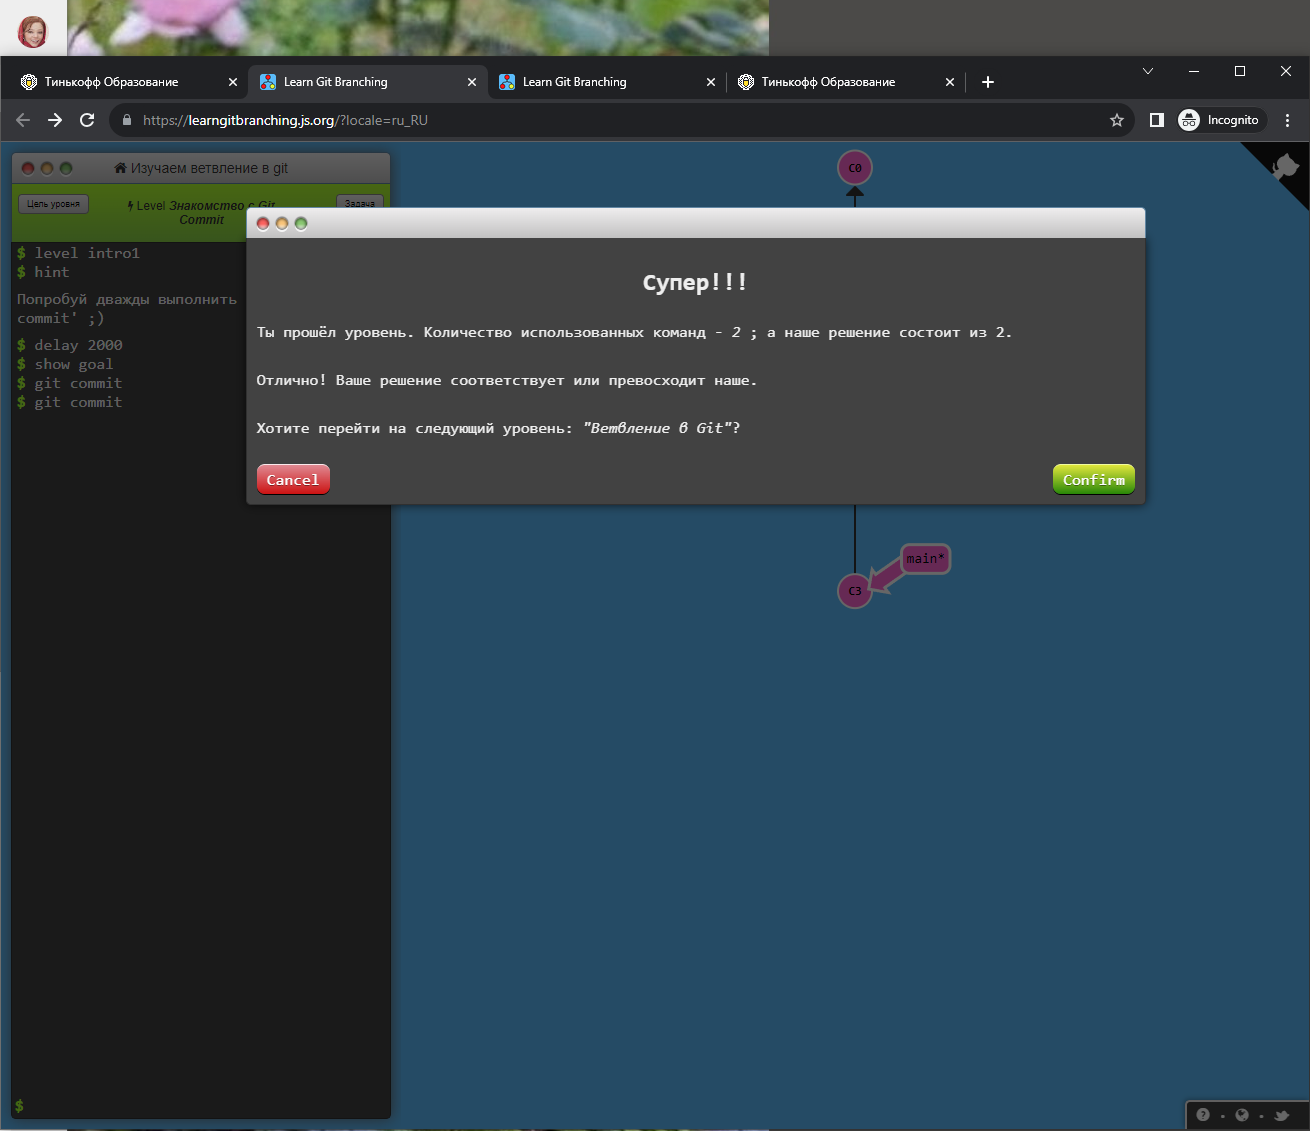 Тинькофф Образование
Learn Git Branching
Learn Git Branching
Тинькофф Образование
https://learngitbranching.js.org/?locale=ru_RU
Incognito
Изучаем ветвление в git
Цель уровня
Level Знакомство с Git
Commit
Задача
$ level intro1
$ hint
Попробуй дважды выполнить
commit' ;)
$ delay 2000
$ show goal
$ git commit
$ git commit
$
C0
Супер!!!
Ты прошёл уровень. Количество использованных команд - 2 ; а наше решение состоит из 2.
Отлично! Ваше решение соответствует или превосходит наше.
Хотите перейти на следующий уровень: "Ветвление в Git"?
Cancel
Confirm
main*
C3